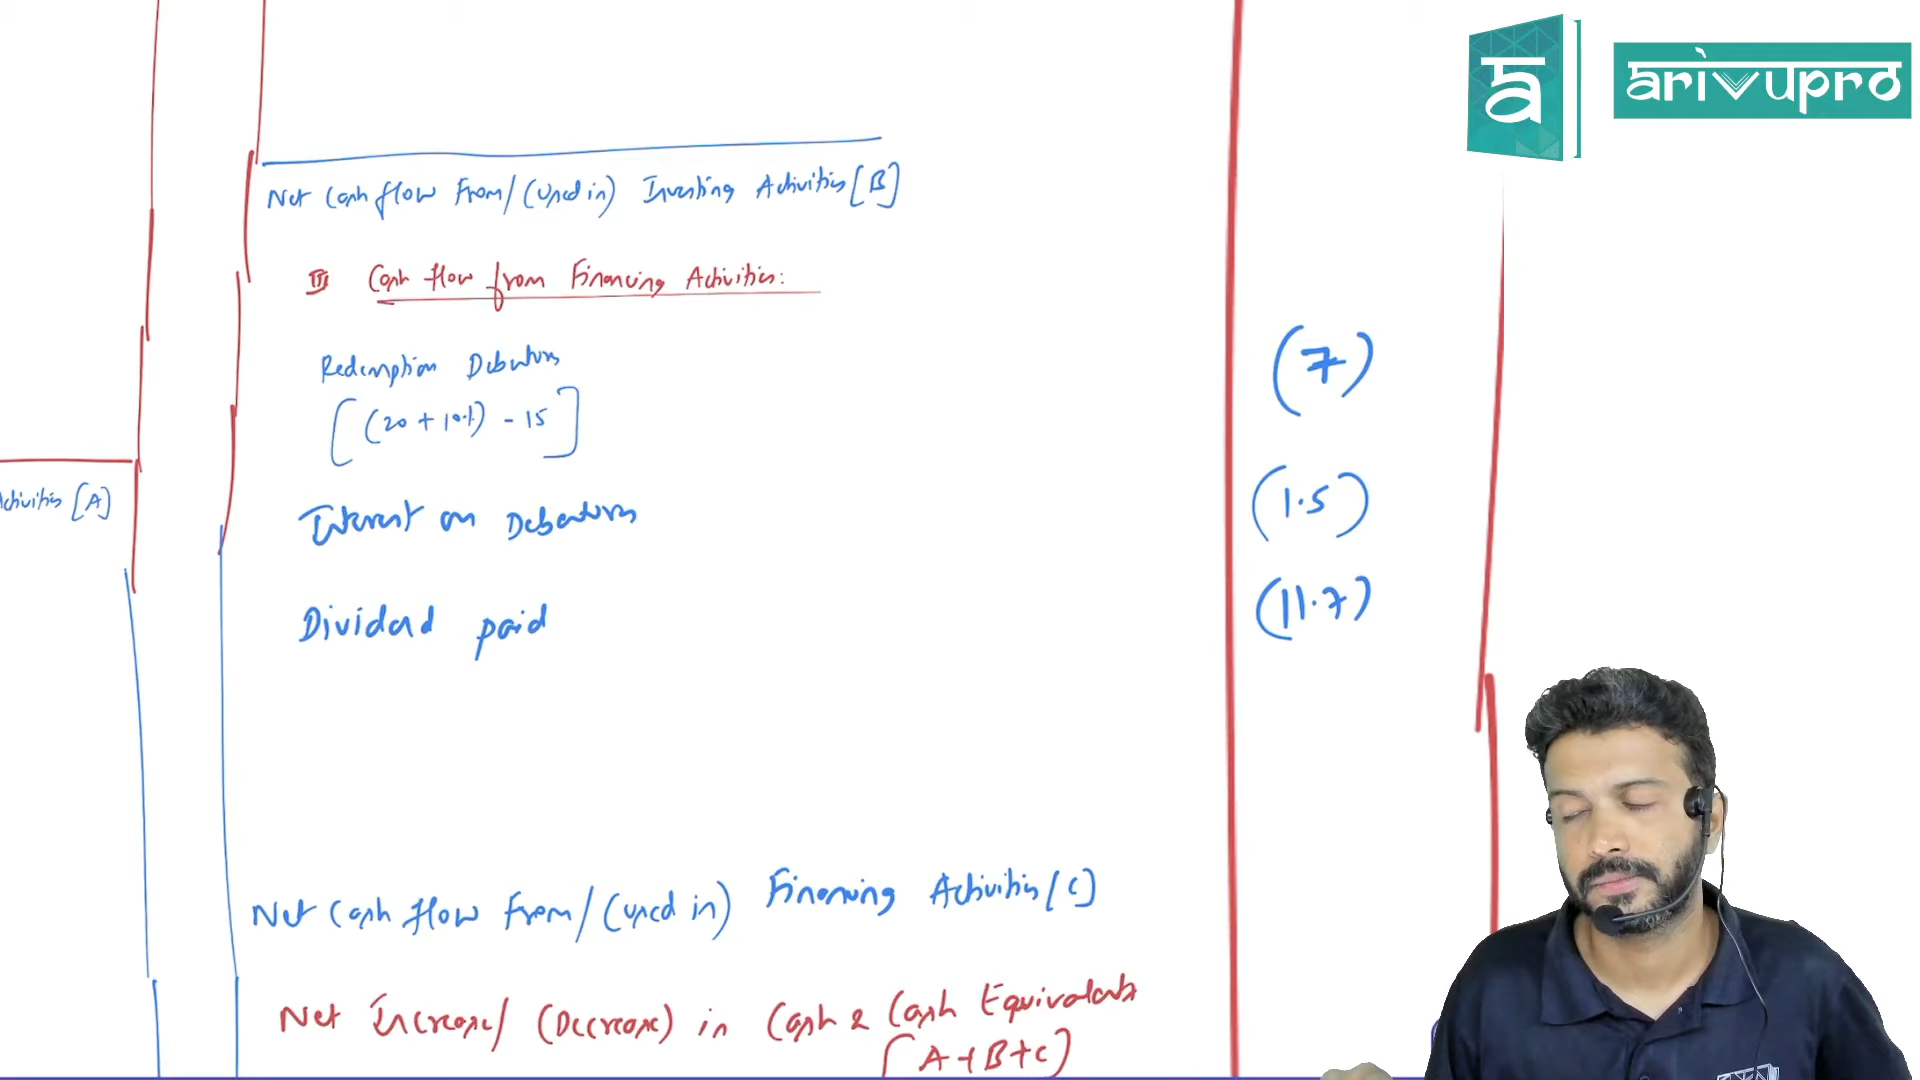 arivupro
Net Cash flow From/(Used in) Investing Activities [B]
III Cash flow from Financing Activities:
Redemption Debentures
(7)
[(20 + 10%) - 15]
Activities [A]
Interest on Debentures
(1.5)
Dividend paid
(11.7)
Net Cash flow From/(Used in) Financing Activities [C]
Net Increase/(Decrease) in Cash & Cash Equivalents
[A+B+C]